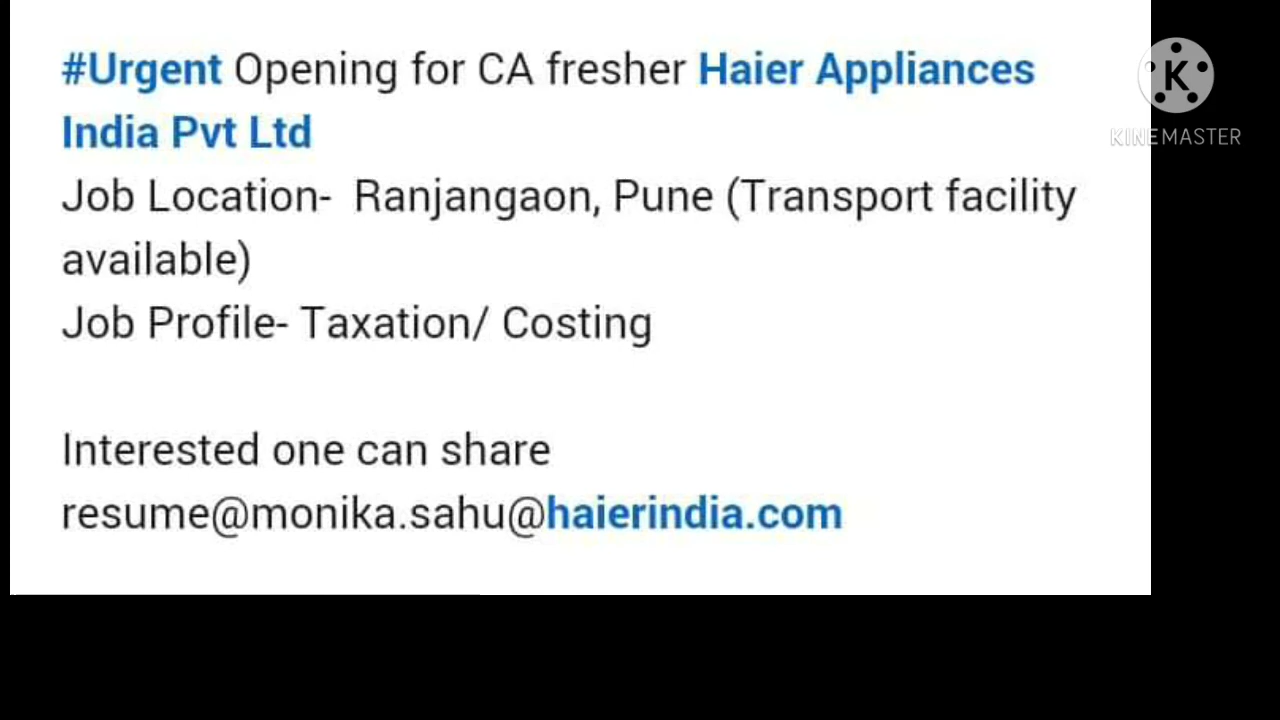 #Urgent Opening for CA fresher Haier Appliances
India Pvt Ltd
Job Location-  Ranjangaon, Pune (Transport facility
available)
Job Profile- Taxation/ Costing
Interested one can share
resume@monika.sahu@haierindia.com
K
KINEMASTER